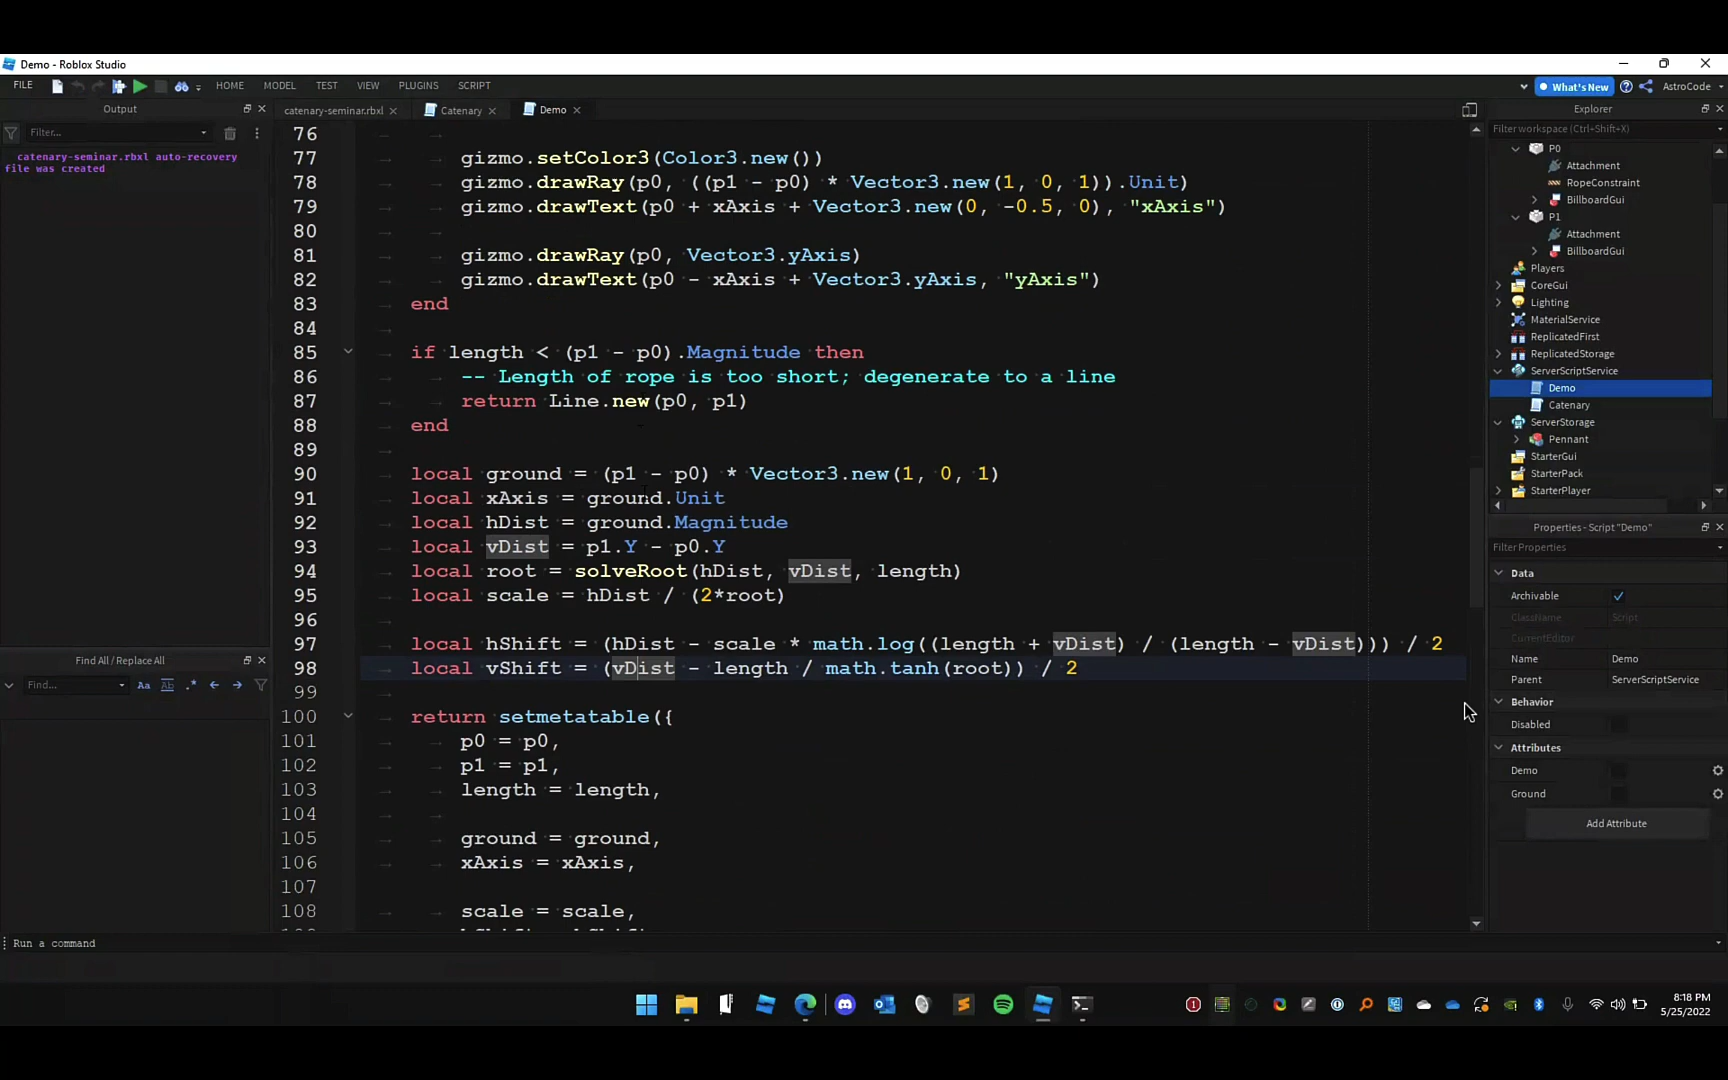 Demo - Roblox Studio
FILE HOME MODEL TEST VIEW PLUGINS SCRIPT What's New AstroCode
Output
Filter...
catenary-seminar.rbxl auto-recovery
file was created
Find All / Replace All
Find... Aa Ab .*
catenary-seminar.rbxl Catenary Demo
76
77 gizmo.setColor3(Color3.new())
78 gizmo.drawRay(p0, ((p1 - p0) * Vector3.new(1, 0, 1)).Unit)
79 gizmo.drawText(p0 + xAxis + Vector3.new(0, -0.5, 0), "xAxis")
80
81 gizmo.drawRay(p0, Vector3.yAxis)
82 gizmo.drawText(p0 - xAxis + Vector3.yAxis, "yAxis")
83 end
84
85 if length < (p1 - p0).Magnitude then
86 -- Length of rope is too short; degenerate to a line
87 return Line.new(p0, p1)
88 end
89
90 local ground = (p1 - p0) * Vector3.new(1, 0, 1)
91 local xAxis = ground.Unit
92 local hDist = ground.Magnitude
93 local vDist = p1.Y - p0.Y
94 local root = solveRoot(hDist, vDist, length)
95 local scale = hDist / (2*root)
96
97 local hShift = (hDist - scale * math.log((length + vDist) / (length - vDist))) / 2
98 local vShift = (vDist - length / math.tanh(root)) / 2
99
100 return setmetatable({
101 p0 = p0,
102 p1 = p1,
103 length = length,
104
105 ground = ground,
106 xAxis = xAxis,
107
108 scale = scale,
Explorer
Filter workspace (Ctrl+Shift+X)
P0
Attachment
RopeConstraint
BillboardGui
P1
Attachment
BillboardGui
Players
CoreGui
Lighting
MaterialService
ReplicatedFirst
ReplicatedStorage
ServerScriptService
Demo
Catenary
ServerStorage
Pennant
StarterGui
StarterPack
StarterPlayer
Properties - Script "Demo"
Filter Properties
Data
Archivable
ClassName Script
CurrentEditor
Name Demo
Parent ServerScriptService
Behavior
Disabled
Attributes
Demo
Ground
Add Attribute
Run a command
8:18 PM
5/25/2022